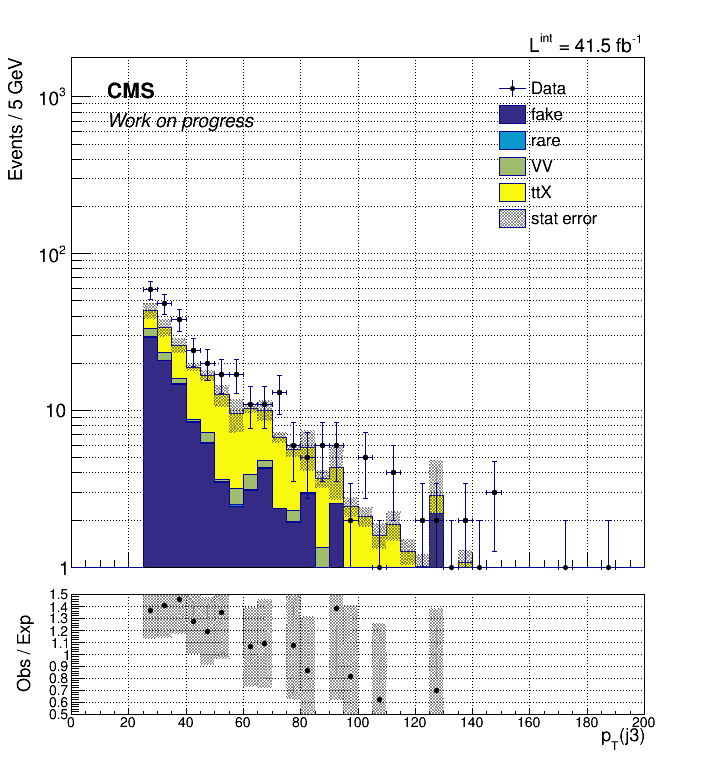 L^int = 41.5 fb^-1
Events / 5 GeV
10^3
10^2
10
1
CMS
Work on progress
Data
fake
rare
VV
ttX
stat error
Obs / Exp
1.5
1.4
1.3
1.2
1.1
1
0.9
0.8
0.7
0.6
0.5
0 20 40 60 80 100 120 140 160 180 200
p_T(j3)